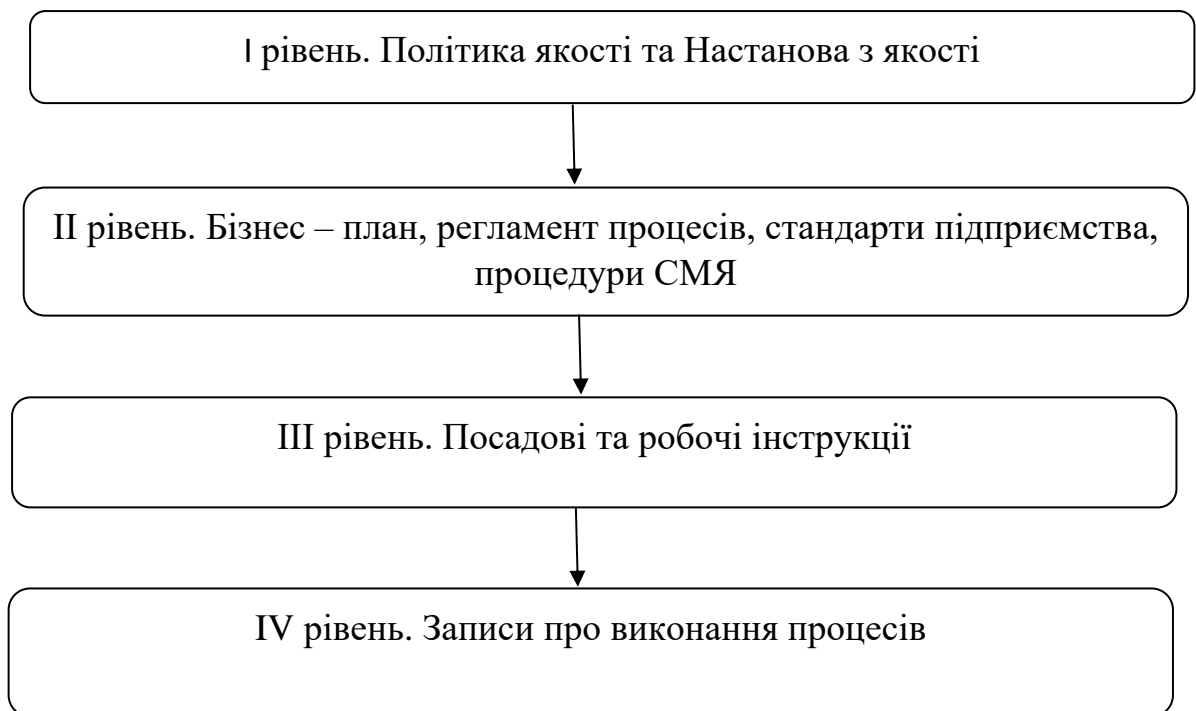 І рівень. Політика якості та Настанова з якості
ІІ рівень. Бізнес – план, регламент процесів, стандарти підприємства,
процедури СМЯ
ІІІ рівень. Посадові та робочі інструкції
IV рівень. Записи про виконання процесів